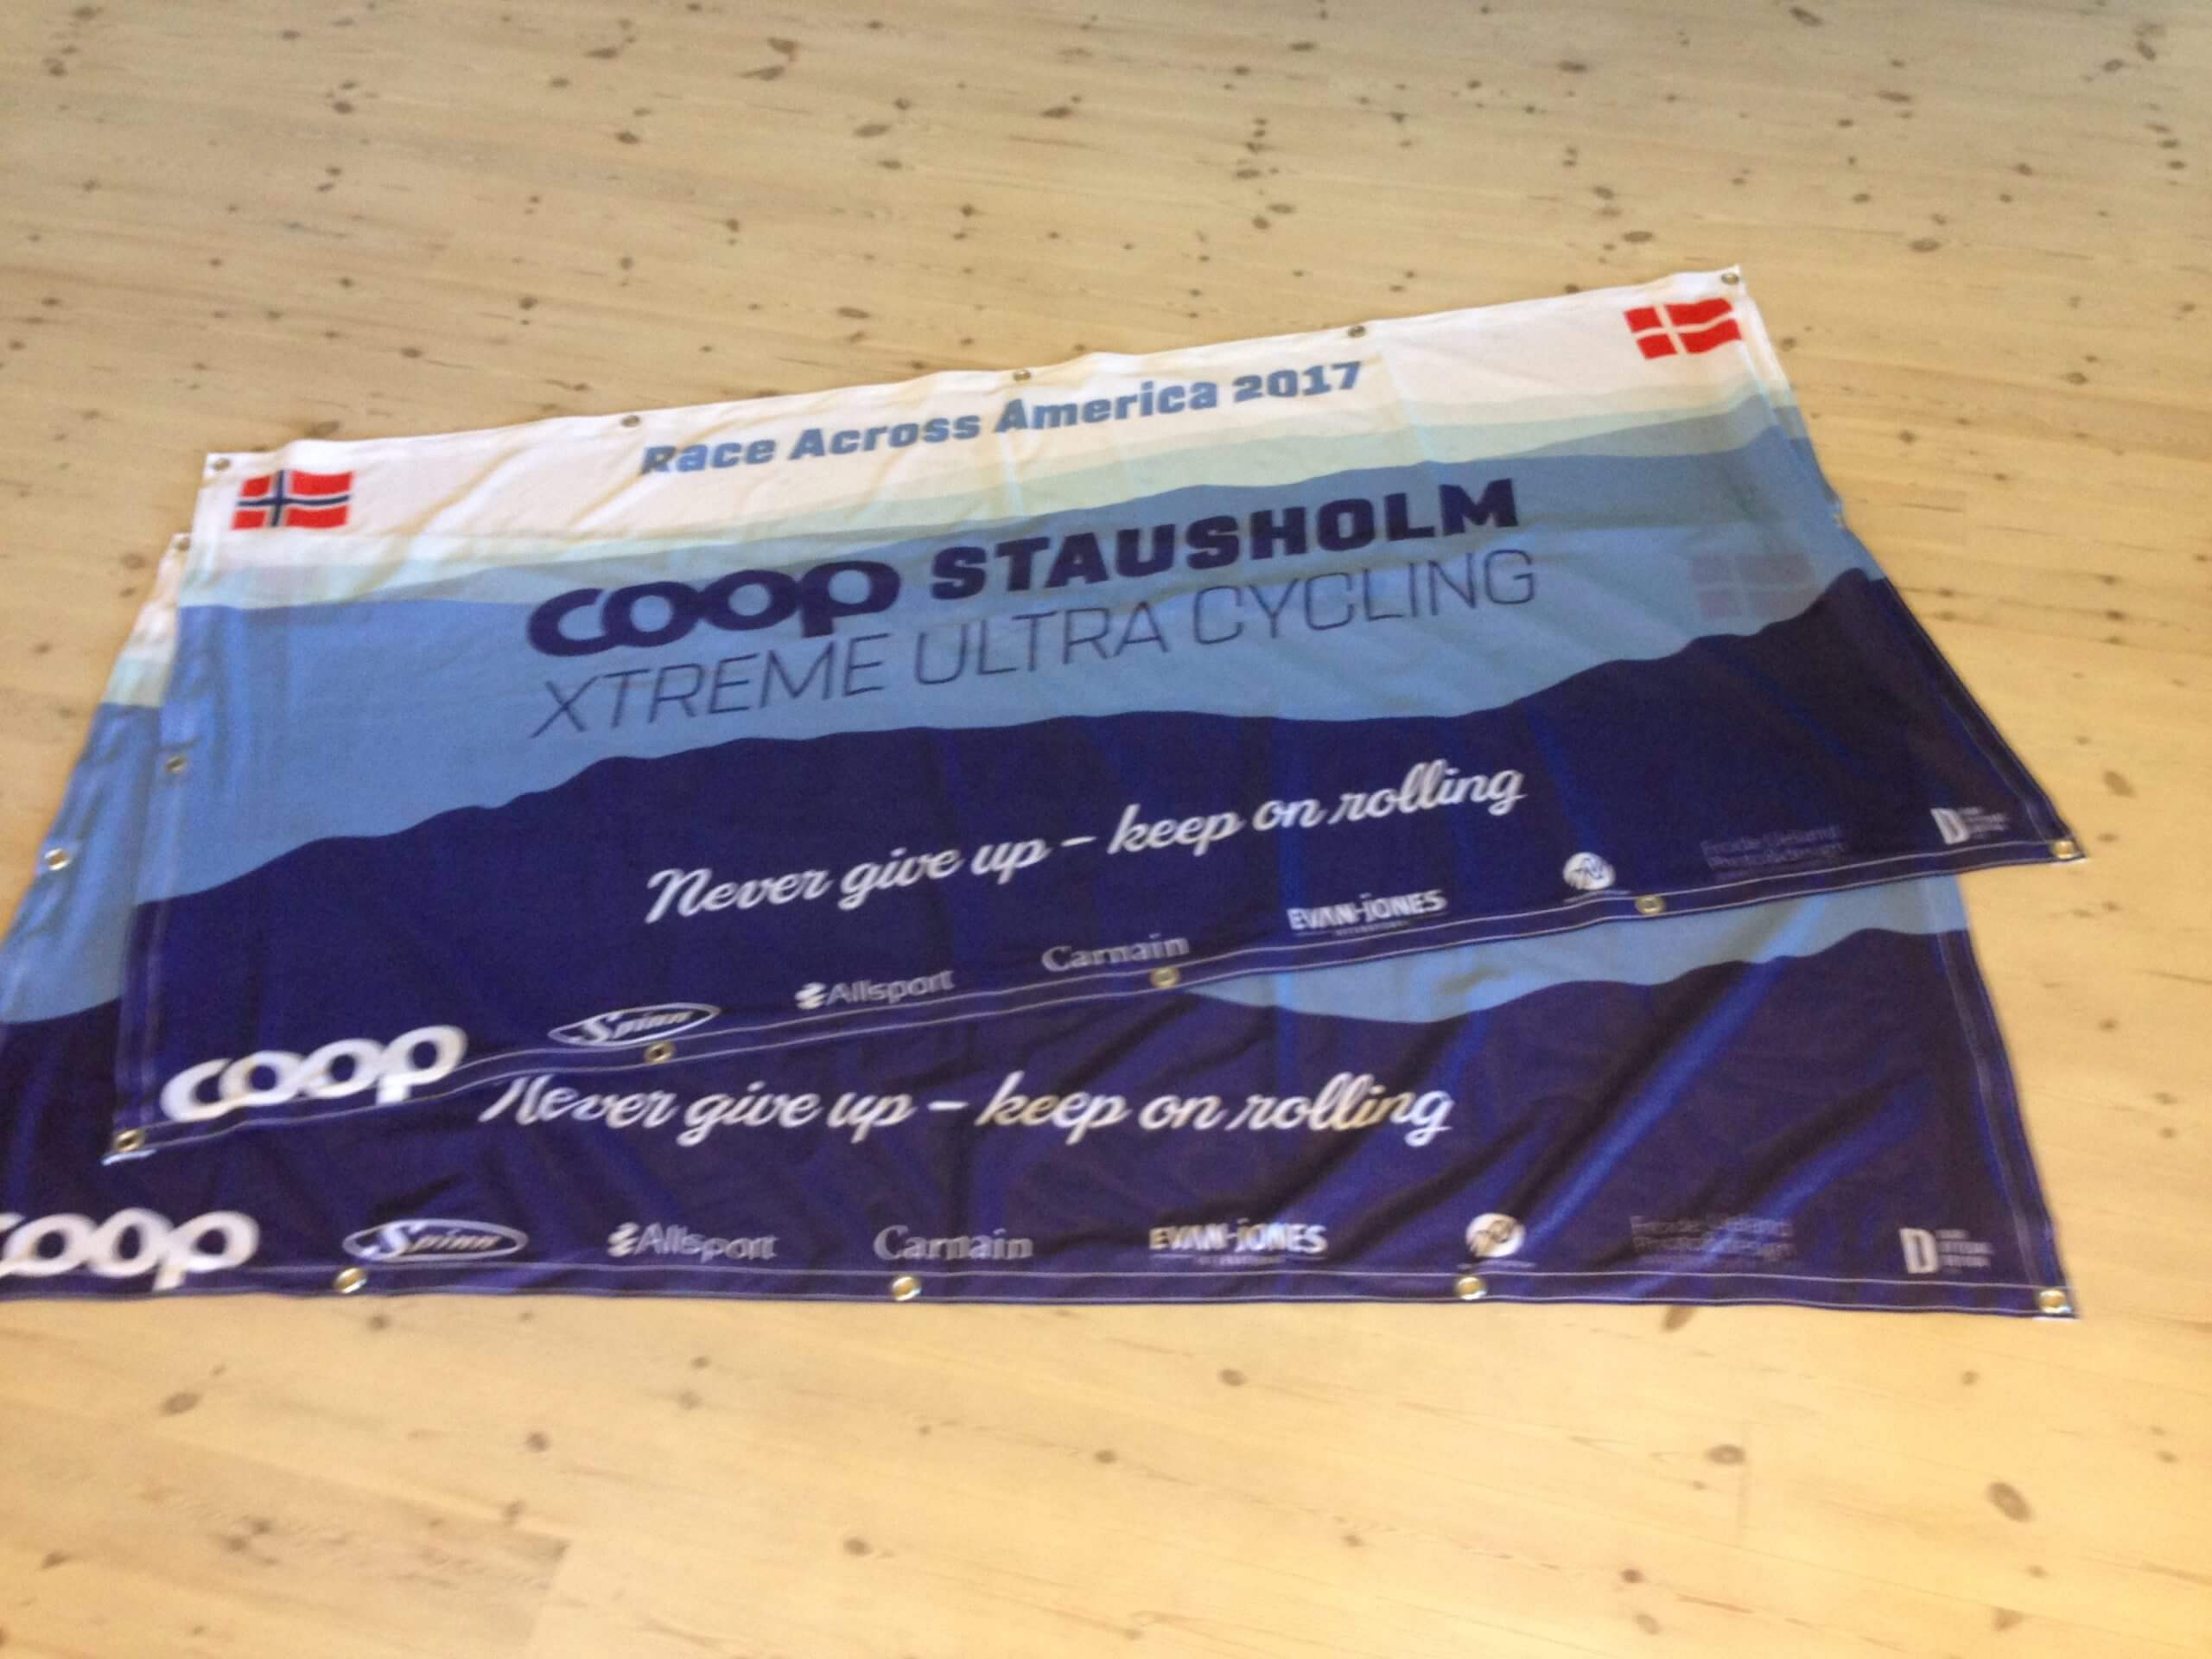 Race Across America 2017
coop STAUSHOLM
XTREME ULTRA CYCLING
Never give up – keep on rolling
coop
Spinn
Allsport
Carnain
EVAN-JONES
D
Never give up – keep on rolling
coop
Spinn
Allsport
Carnain
EVAN-JONES
D